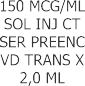 150 MCG/ML
SOL INJ CT
SER PREENC
VD TRANS X
2,0 ML